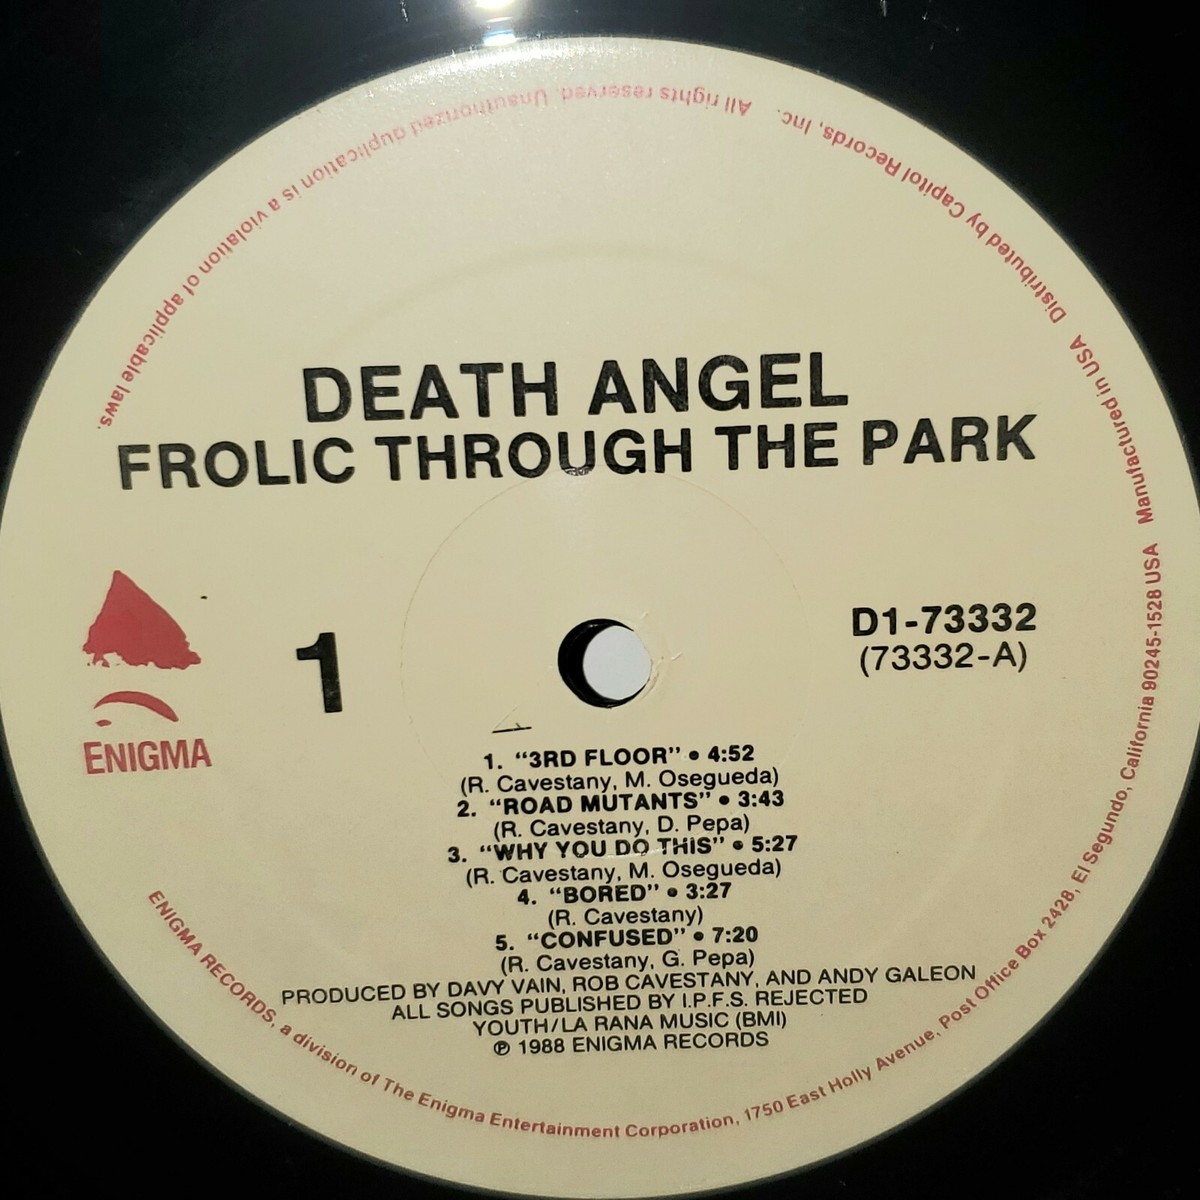 DEATH ANGEL
FROLIC THROUGH THE PARK
ENIGMA
1
D1-73332
(73332-A)
1. "3RD FLOOR" • 4:52
(R. Cavestany, M. Osegueda)
2. "ROAD MUTANTS" • 3:43
(R. Cavestany, D. Pepa)
3. "WHY YOU DO THIS" • 5:27
(R. Cavestany, M. Osegueda)
4. "BORED" • 3:27
(R. Cavestany)
5. "CONFUSED" • 7:20
(R. Cavestany, G. Pepa)
PRODUCED BY DAVY VAIN, ROB CAVESTANY, AND ANDY GALEON
ALL SONGS PUBLISHED BY I.P.F.S. REJECTED
YOUTH/LA RANA MUSIC (BMI)
℗ 1988 ENIGMA RECORDS
ENIGMA RECORDS, a division of The Enigma Entertainment Corporation, 1750 East Holly Avenue, Post Office Box 2428, El Segundo, California 90245-1528 USA Manufactured in USA Distributed by Capitol Records, Inc. All rights reserved. Unauthorized duplication is a violation of applicable laws.